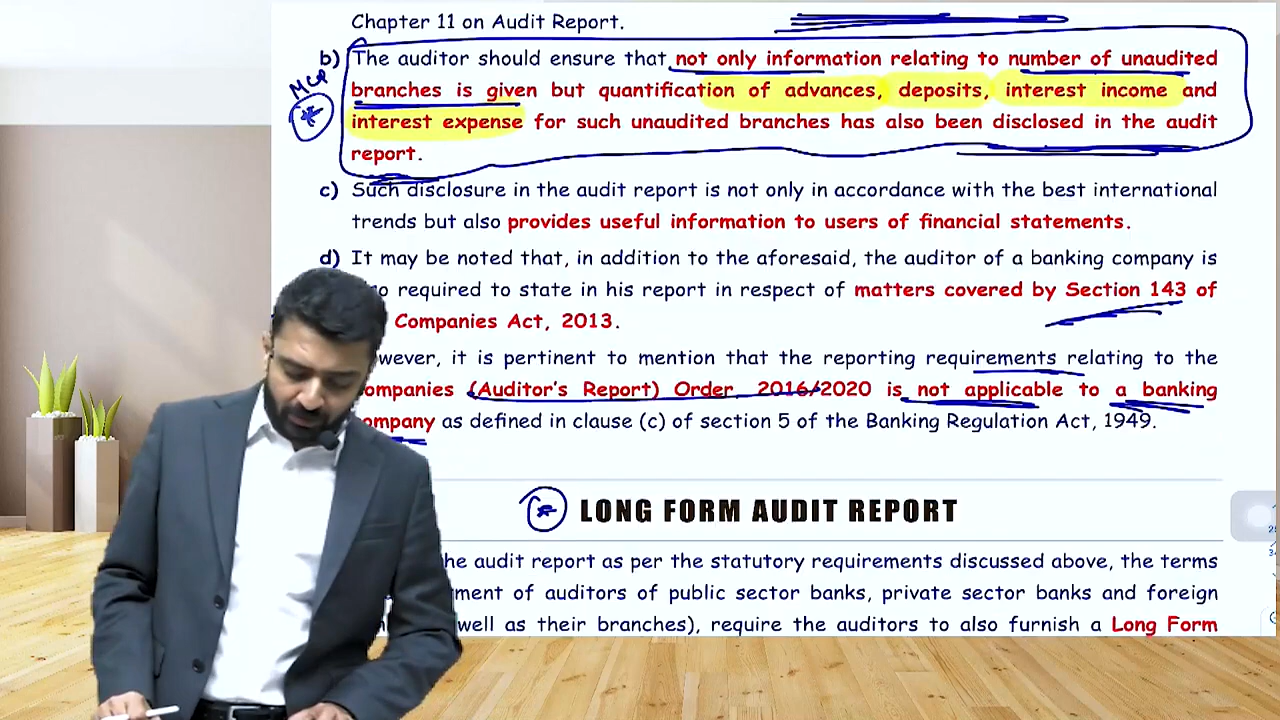 Chapter 11 on Audit Report.
b) The auditor should ensure that not only information relating to number of unaudited
MCP
branches is given but quantification of advances, deposits, interest income and
interest expense for such unaudited branches has also been disclosed in the audit
report.
c) Such disclosure in the audit report is not only in accordance with the best international
trends but also provides useful information to users of financial statements.
d) It may be noted that, in addition to the aforesaid, the auditor of a banking company is
required to state in his report in respect of matters covered by Section 143 of
Companies Act, 2013.
it is pertinent to mention that the reporting requirements relating to the
(Auditor's Report) Order, 2016/2020 is not applicable to a banking
as defined in clause (c) of section 5 of the Banking Regulation Act, 1949.
LONG FORM AUDIT REPORT
the audit report as per the statutory requirements discussed above, the terms
of auditors of public sector banks, private sector banks and foreign
well as their branches), require the auditors to also furnish a Long Form